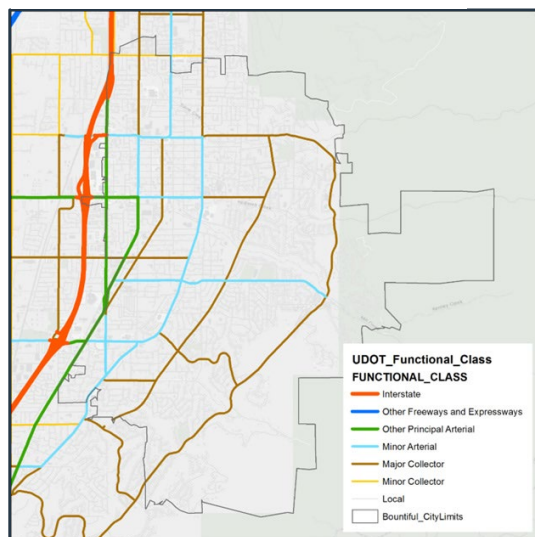 UDOT_Functional_Class
FUNCTIONAL_CLASS
Interstate
Other Freeways and Expressways
Other Principal Arterial
Minor Arterial
Major Collector
Minor Collector
Local
Bountiful_CityLimits